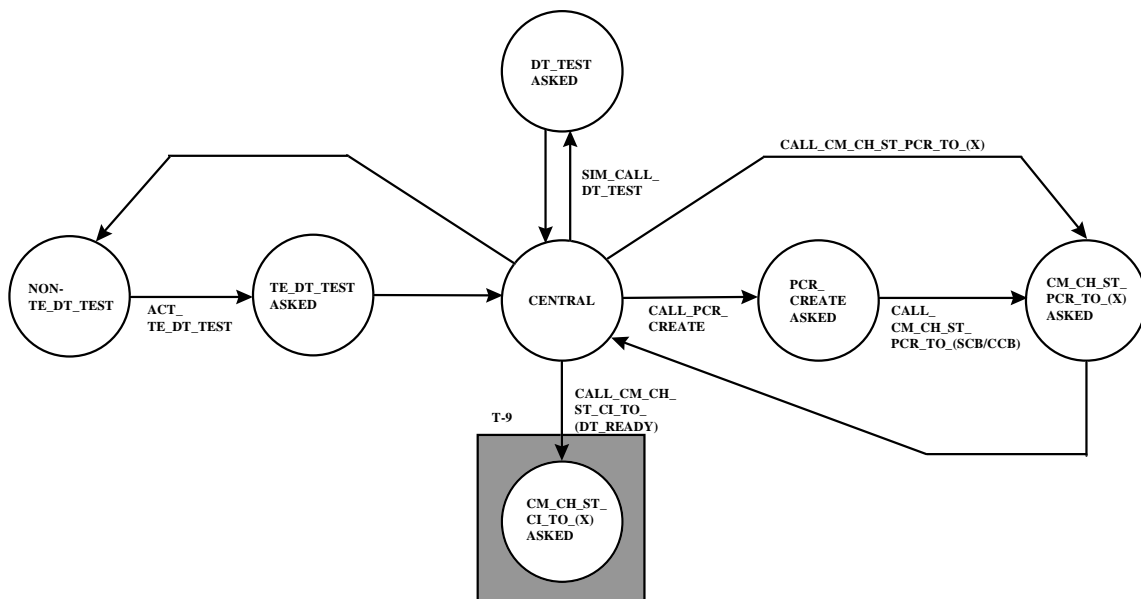 DT_TEST
ASKED
CALL_CM_CH_ST_PCR_TO_(X)
SIM_CALL_
DT_TEST
NON-
TE_DT_TEST
ACT_
TE_DT_TEST
TE_DT_TEST
ASKED
CENTRAL
CALL_PCR_
CREATE
PCR_
CREATE
ASKED
CALL_
CM_CH_ST_
PCR_TO_(SCB/CCB)
CM_CH_ST_
PCR_TO_(X)
ASKED
CALL_CM_CH_
ST_CI_TO_
(DT_READY)
T-9
CM_CH_ST_
CI_TO_(X)
ASKED